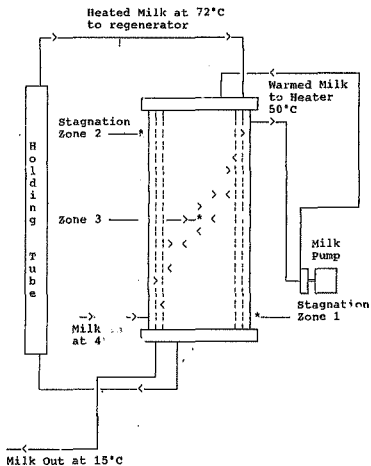 Heated Milk at 72°C
to regenerator
Warmed Milk
to Heater
50°C
Stagnation
Zone 2
Holding
Tube
Zone 3
Milk
Pump
Stagnation
Zone 1
Milk
at 4°
Milk Out at 15°C